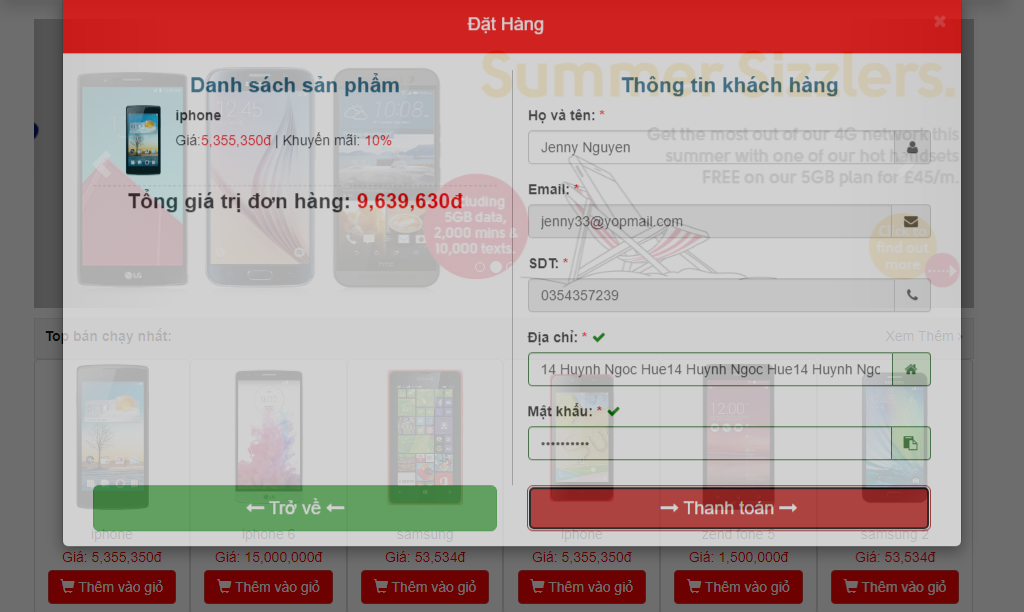 Đặt Hàng
×
Danh sách sản phẩm
iphone
Giá:5,355,350đ | Khuyến mãi: 10%
Tổng giá trị đơn hàng: 9,639,630đ
Thông tin khách hàng
Họ và tên: *
Jenny Nguyen
Email: *
jenny33@yopmail.com
SDT: *
0354357239
Địa chỉ: *
14 Huynh Ngoc Hue14 Huynh Ngoc Hue14 Huynh Ngc
Mật khẩu: *
••••••••••
Trở về
Thanh toán
Summer Sizzlers.
Get the most out of our 4G network this
summer with one of our hot handsets
FREE on our 5GB plan for £45/m.
5GB data,
2,000 mins &
10,000 texts.
find out
more
12:45
10:08
LG
Top bán chạy nhất:
Xem Thêm
12:00
iphone
Giá: 5,355,350đ
Thêm vào giỏ
iphone 6
Giá: 15,000,000đ
Thêm vào giỏ
samsung
Giá: 53,534đ
Thêm vào giỏ
iphone
Giá: 5,355,350đ
Thêm vào giỏ
zend fone 5
Giá: 1,500,000đ
Thêm vào giỏ
samsung 2
Giá: 53,534đ
Thêm vào giỏ